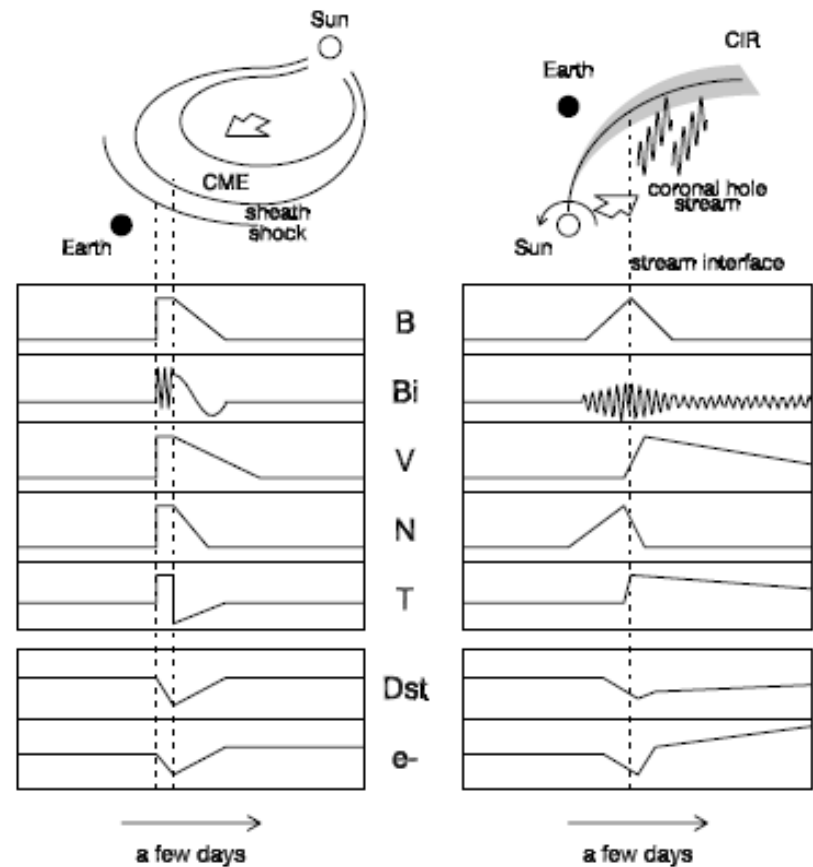 Sun
CME
sheath
shock
Earth
CIR
Earth
coronal hole
stream
Sun
stream interface
B
Bi
V
N
T
Dst
e-
a few days
a few days